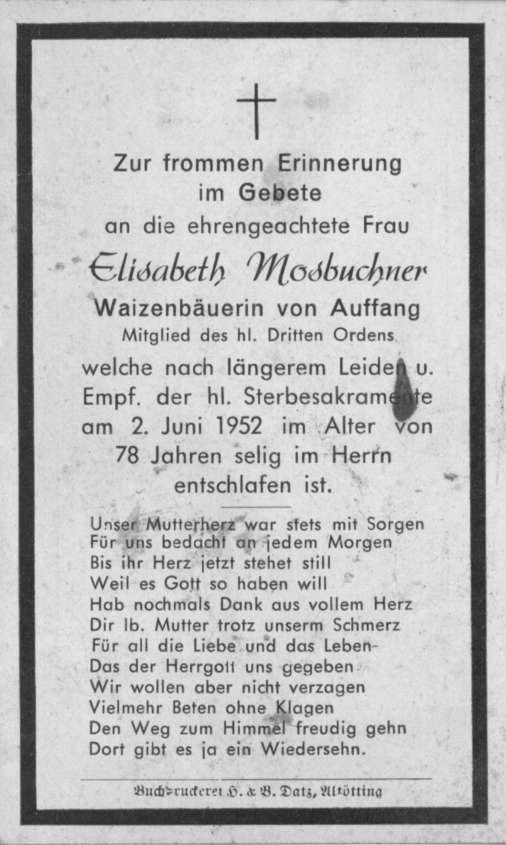 Zur frommen Erinnerung
im Gebete
an die ehrengeachtete Frau
Elisabeth Mosbuchner
Waizenbäuerin von Auffang
Mitglied des hl. Dritten Ordens
welche nach längerem Leiden u.
Empf. der hl. Sterbesakramente
am 2. Juni 1952 im Alter von
78 Jahren selig im Herrn
entschlafen ist.
Unser Mutterherz war stets mit Sorgen
Für uns bedacht an jedem Morgen
Bis ihr Herz jetzt stehet still
Weil es Gott so haben will
Hab nochmals Dank aus vollem Herz
Dir lb. Mutter trotz unserm Schmerz
Für all die Liebe und das Leben
Das der Herrgott uns gegeben
Wir wollen aber nicht verzagen
Vielmehr Beten ohne Klagen
Den Weg zum Himmel freudig gehn
Dort gibt es ja ein Wiedersehn.
Buchdruckerei H. & B. Datz, Altötting